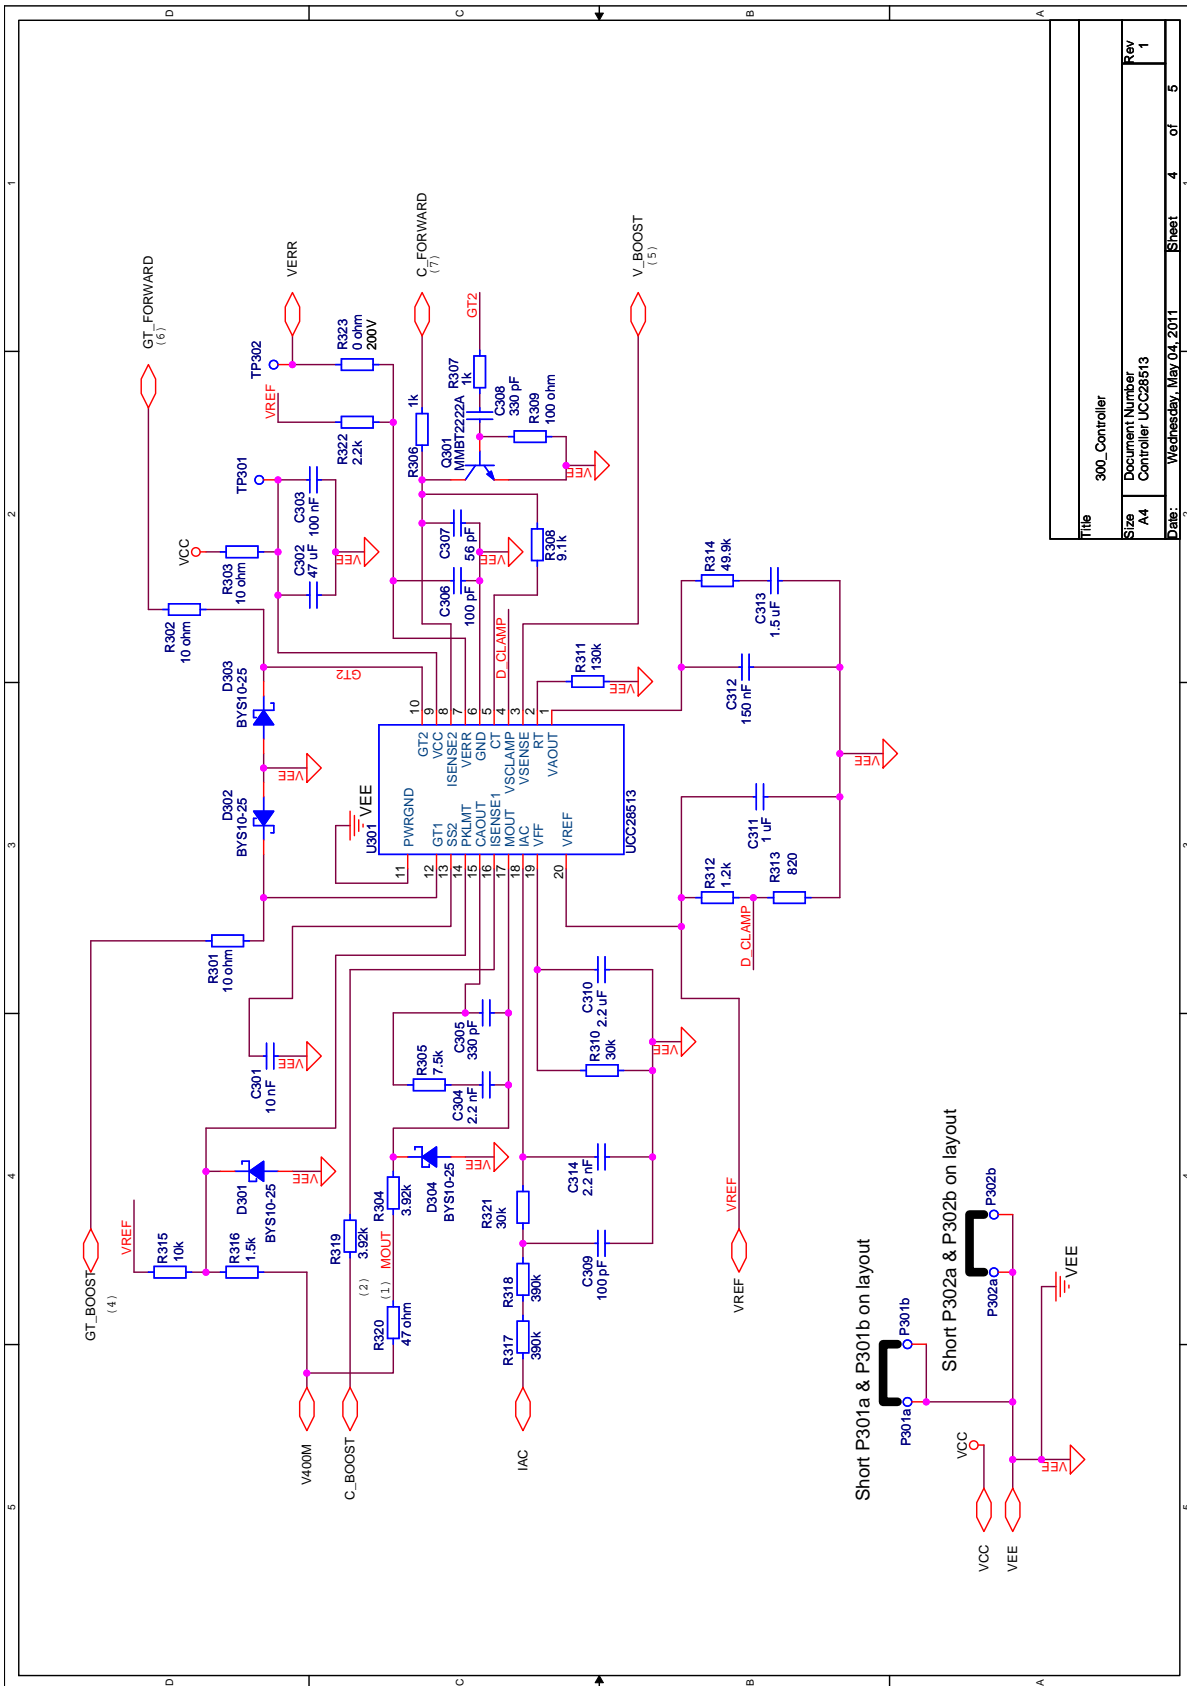 5
4
3
2
1
D
C
B
A
GT_BOOST
(4)
VREF
R315
10k
R316
1.5k
D301
BYS10-25
VEE
C301
10 nF
VEE
R301
10 ohm
D302
BYS10-25
VEE
D303
BYS10-25
R302
10 ohm
GT_FORWARD
(6)
GT2
VCC
R303
10 ohm
C302
47 uF
C303
100 nF
VEE
TP301
VREF
R322
2.2k
TP302
VERR
R323
0 ohm
200V
V400M
C_BOOST
R319
3.92k
(2)
(1)
MOUT
R320
47 ohm
R304
3.92k
D304
BYS10-25
VEE
R305
7.5k
C304
2.2 nF
C305
330 pF
VEE
U301
UCC28513
11
PWRGND
12
GT1
13
SS2
14
PKLMT
15
CAOUT
16
ISENSE1
17
MOUT
18
IAC
19
VFF
20
VREF
10
GT2
9
VCC
8
ISENSE2
7
VERR
6
GND
5
CT
4
VSCLAMP
3
VSENSE
2
RT
1
VAOUT
C306
100 pF
C307
56 pF
VEE
R308
9.1k
D_CLAMP
R306
1k
C_FORWARD
(7)
Q301
MMBT2222A
R307
1k
GT2
C308
330 pF
R309
100 ohm
VEE
V_BOOST
(5)
R311
130k
VEE
IAC
R317
390k
R318
390k
R321
30k
C309
100 pF
C314
2.2 nF
R310
30k
C310
2.2 uF
VEE
VREF
VREF
D_CLAMP
R312
1.2k
R313
820
C311
1 uF
C312
150 nF
R314
49.9k
C313
1.5 uF
VEE
Short P301a & P301b on layout
P301a
P301b
Short P302a & P302b on layout
P302a
P302b
VCC
VCC
VEE
VEE
VEE
Title
300_Controller
Size
A4
Document Number
Controller UCC28513
Rev
1
Date:
Wednesday, May 04, 2011
Sheet
4
of
5
D
C
B
A
5
4
3
2
1